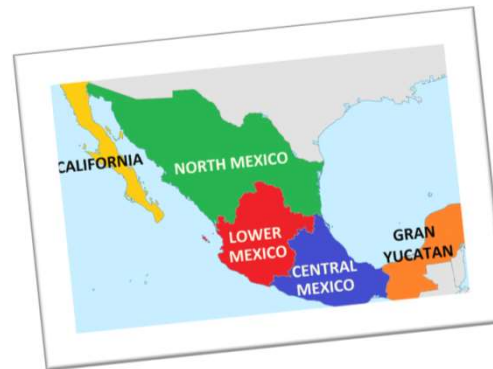 CALIFORNIA
NORTH MEXICO
LOWER
MEXICO
CENTRAL
MEXICO
GRAN
YUCATAN